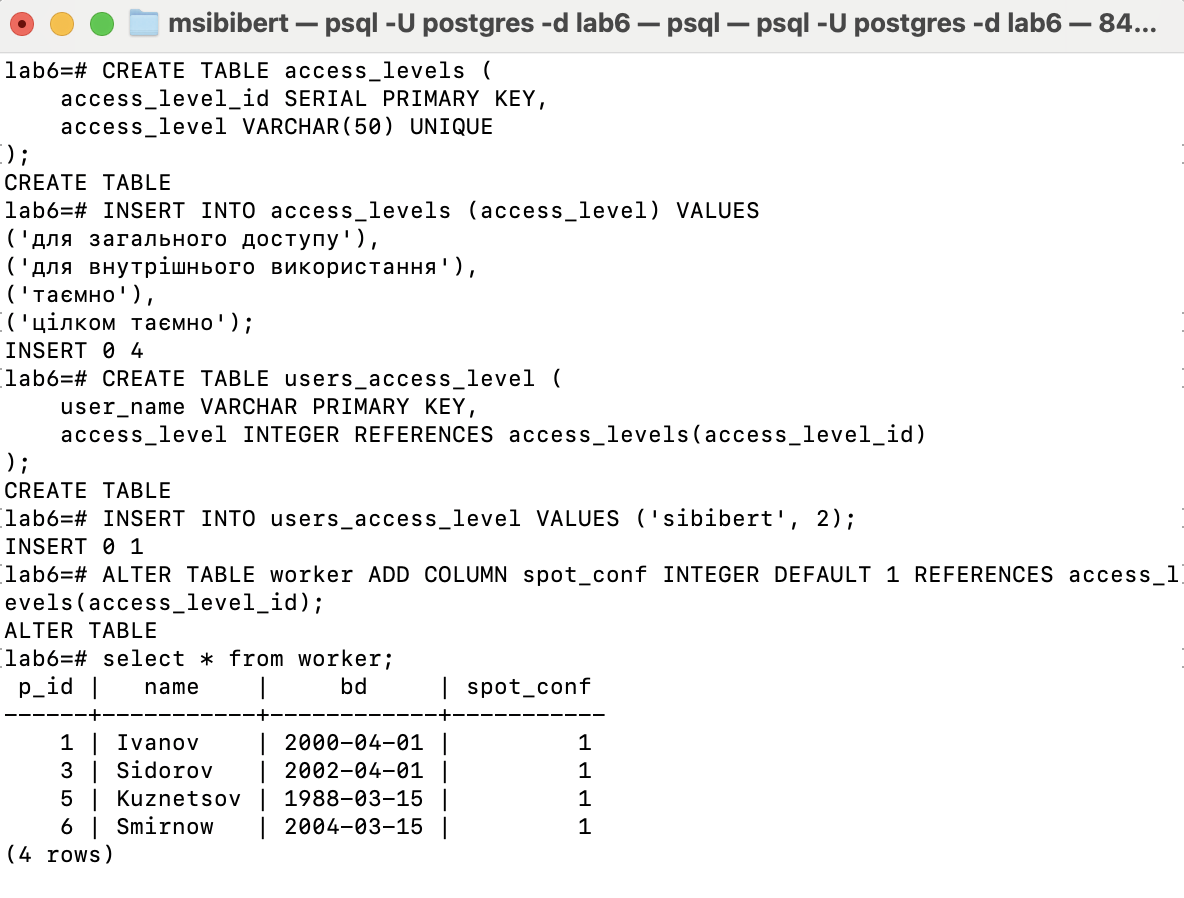 msibibert — psql -U postgres -d lab6 — psql — psql -U postgres -d lab6 — 84...
lab6=# CREATE TABLE access_levels (
    access_level_id SERIAL PRIMARY KEY,
    access_level VARCHAR(50) UNIQUE
);
CREATE TABLE
lab6=# INSERT INTO access_levels (access_level) VALUES
('для загального доступу'),
('для внутрішнього використання'),
('таємно'),
('цілком таємно');
INSERT 0 4
lab6=# CREATE TABLE users_access_level (
    user_name VARCHAR PRIMARY KEY,
    access_level INTEGER REFERENCES access_levels(access_level_id)
);
CREATE TABLE
lab6=# INSERT INTO users_access_level VALUES ('sibibert', 2);
INSERT 0 1
lab6=# ALTER TABLE worker ADD COLUMN spot_conf INTEGER DEFAULT 1 REFERENCES access_l
evels(access_level_id);
ALTER TABLE
lab6=# select * from worker;
 p_id |   name    |     bd     | spot_conf
------+-----------+------------+-----------
    1 | Ivanov    | 2000-04-01 |         1
    3 | Sidorov   | 2002-04-01 |         1
    5 | Kuznetsov | 1988-03-15 |         1
    6 | Smirnow   | 2004-03-15 |         1
(4 rows)